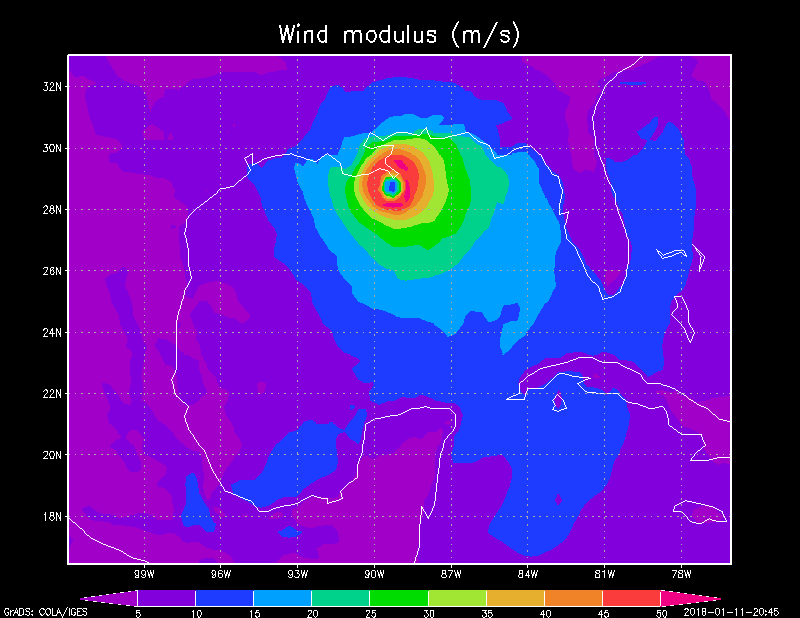 Wind modulus (m/s)
32N
30N
28N
26N
24N
22N
20N
18N
99W 96W 93W 90W 87W 84W 81W 78W
5 10 15 20 25 30 35 40 45 50
GrADS: COLA/IGES 2018-01-11-20:45